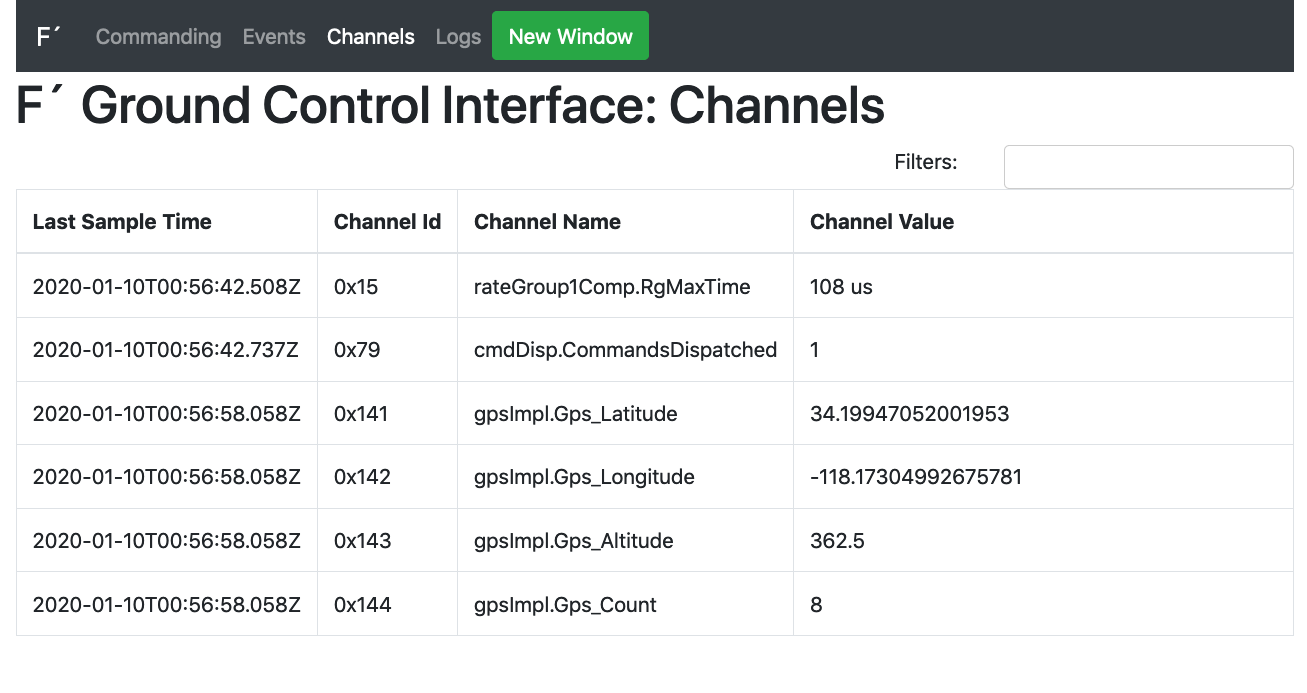 F´ Commanding Events Channels Logs New Window
F´ Ground Control Interface: Channels
Filters:
Last Sample Time Channel Id Channel Name Channel Value
2020-01-10T00:56:42.508Z 0x15 rateGroup1Comp.RgMaxTime 108 us
2020-01-10T00:56:42.737Z 0x79 cmdDisp.CommandsDispatched 1
2020-01-10T00:56:58.058Z 0x141 gpsImpl.Gps_Latitude 34.19947052001953
2020-01-10T00:56:58.058Z 0x142 gpsImpl.Gps_Longitude -118.17304992675781
2020-01-10T00:56:58.058Z 0x143 gpsImpl.Gps_Altitude 362.5
2020-01-10T00:56:58.058Z 0x144 gpsImpl.Gps_Count 8